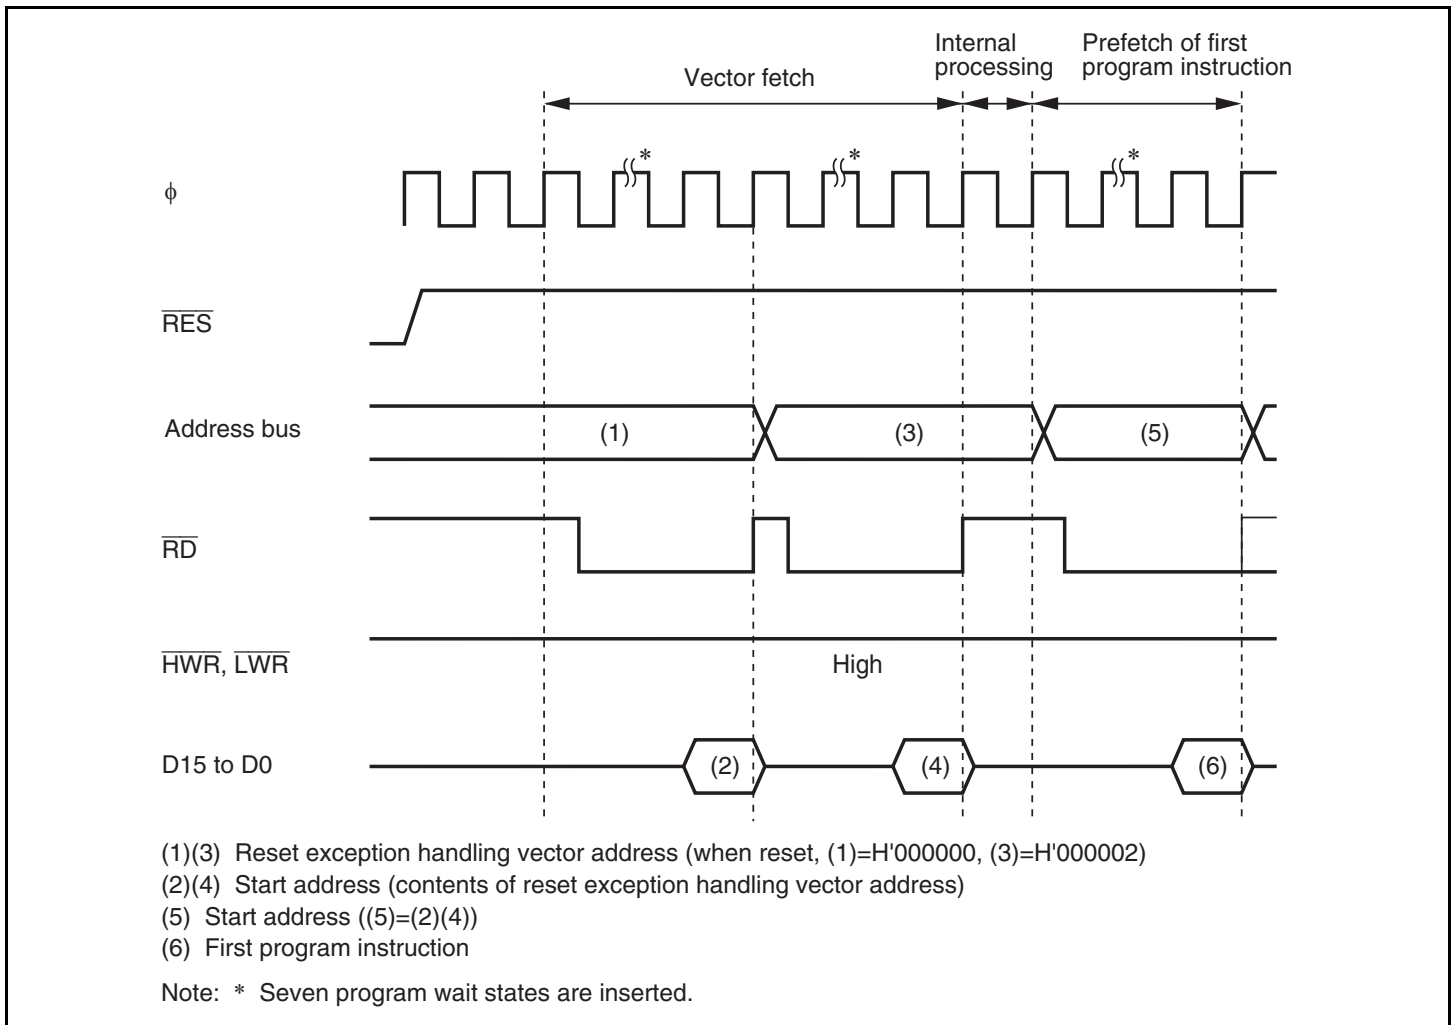 Internal
processing
Prefetch of first
program instruction
Vector fetch
*
*
*
ϕ
RES
Address bus
(1)
(3)
(5)
RD
HWR, LWR
High
D15 to D0
(2)
(4)
(6)
(1)(3) Reset exception handling vector address (when reset, (1)=H'000000, (3)=H'000002)
(2)(4) Start address (contents of reset exception handling vector address)
(5) Start address ((5)=(2)(4))
(6) First program instruction
Note: * Seven program wait states are inserted.